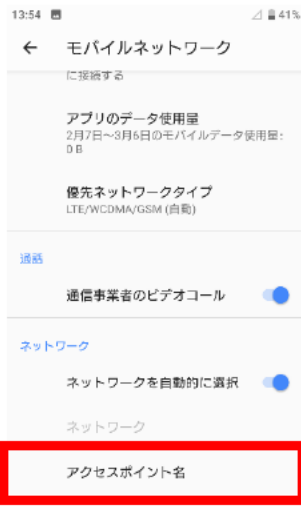 13:54 41%
← モバイルネットワーク
に接続する
アプリのデータ使用量
2月7日～3月6日のモバイルデータ使用量:
0 B
優先ネットワークタイプ
LTE/WCDMA/GSM (自動)
通話
通信事業者のビデオコール
ネットワーク
ネットワークを自動的に選択
ネットワーク
アクセスポイント名